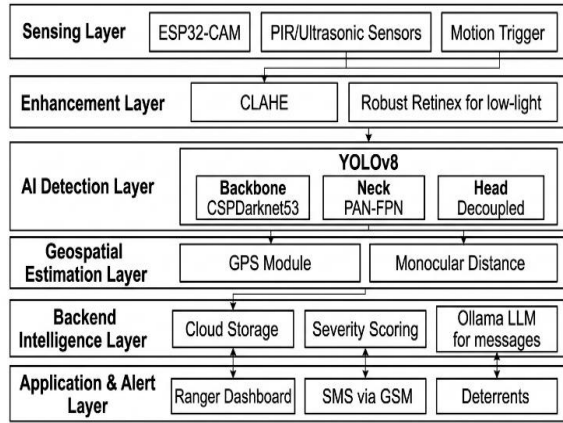 Sensing Layer
ESP32-CAM
PIR/Ultrasonic Sensors
Motion Trigger
Enhancement Layer
CLAHE
Robust Retinex for low-light
AI Detection Layer
YOLOv8
Backbone
CSPDarknet53
Neck
PAN-FPN
Head
Decoupled
Geospatial
Estimation Layer
GPS Module
Monocular Distance
Backend
Intelligence Layer
Cloud Storage
Severity Scoring
Ollama LLM
for messages
Application & Alert
Layer
Ranger Dashboard
SMS via GSM
Deterrents